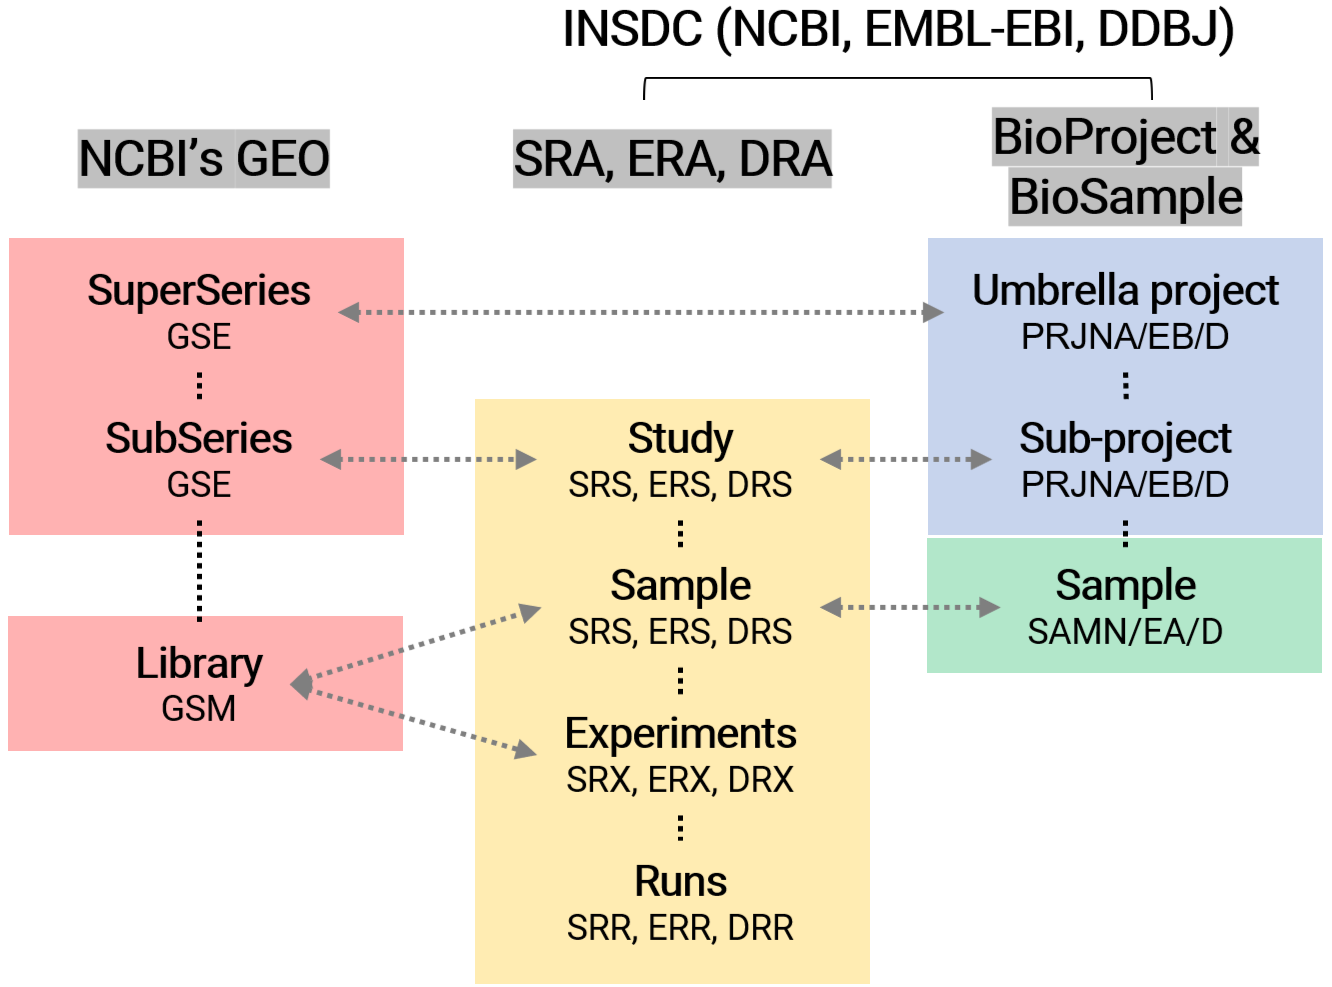 INSDC (NCBI, EMBL-EBI, DDBJ)
NCBI’s GEO
SRA, ERA, DRA
BioProject &
BioSample
SuperSeries
GSE
SubSeries
GSE
Library
GSM
Study
SRS, ERS, DRS
Sample
SRS, ERS, DRS
Experiments
SRX, ERX, DRX
Runs
SRR, ERR, DRR
Umbrella project
PRJNA/EB/D
Sub-project
PRJNA/EB/D
Sample
SAMN/EA/D